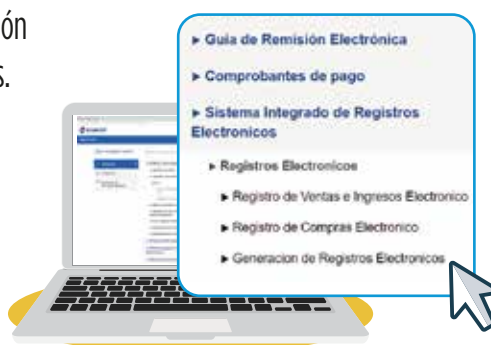 ón
s.
▸ Guia de Remisión Electrónica
▸ Comprobantes de pago
▸ Sistema Integrado de Registros
Electronicos
▸ Registros Electronicos
▸ Registro de Ventas e Ingresos Electronico
▸ Registro de Compras Electronico
▸ Generacion de Registros Electronicos